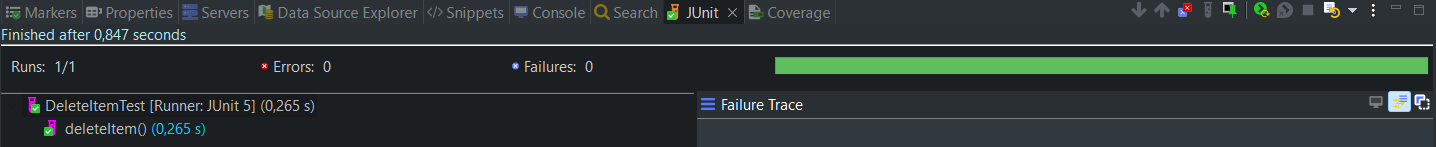 Markers Properties Servers Data Source Explorer Snippets Console Search JUnit Coverage
Finished after 0,847 seconds
Runs: 1/1 Errors: 0 Failures: 0
DeleteItemTest [Runner: JUnit 5] (0,265 s)
deleteItem() (0,265 s)
Failure Trace